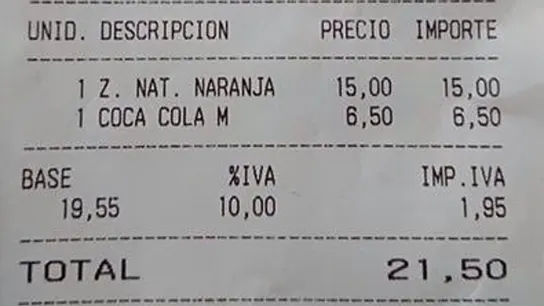 UNID. DESCRIPCION PRECIO IMPORTE
1 Z. NAT. NARANJA 15,00 15,00
1 COCA COLA M 6,50 6,50
BASE %IVA IMP.IVA
19,55 10,00 1,95
TOTAL 21,50